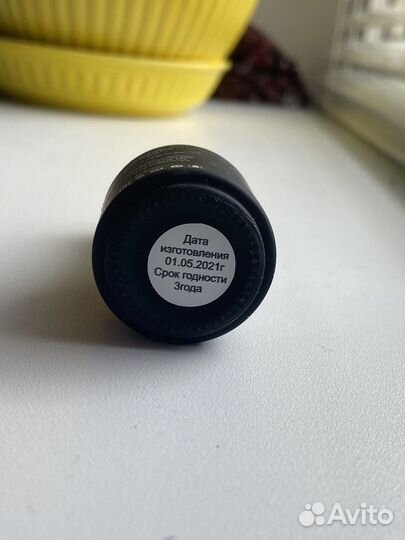 Дата
изготовления
01.05.2021г
Срок годности
3года
Avito